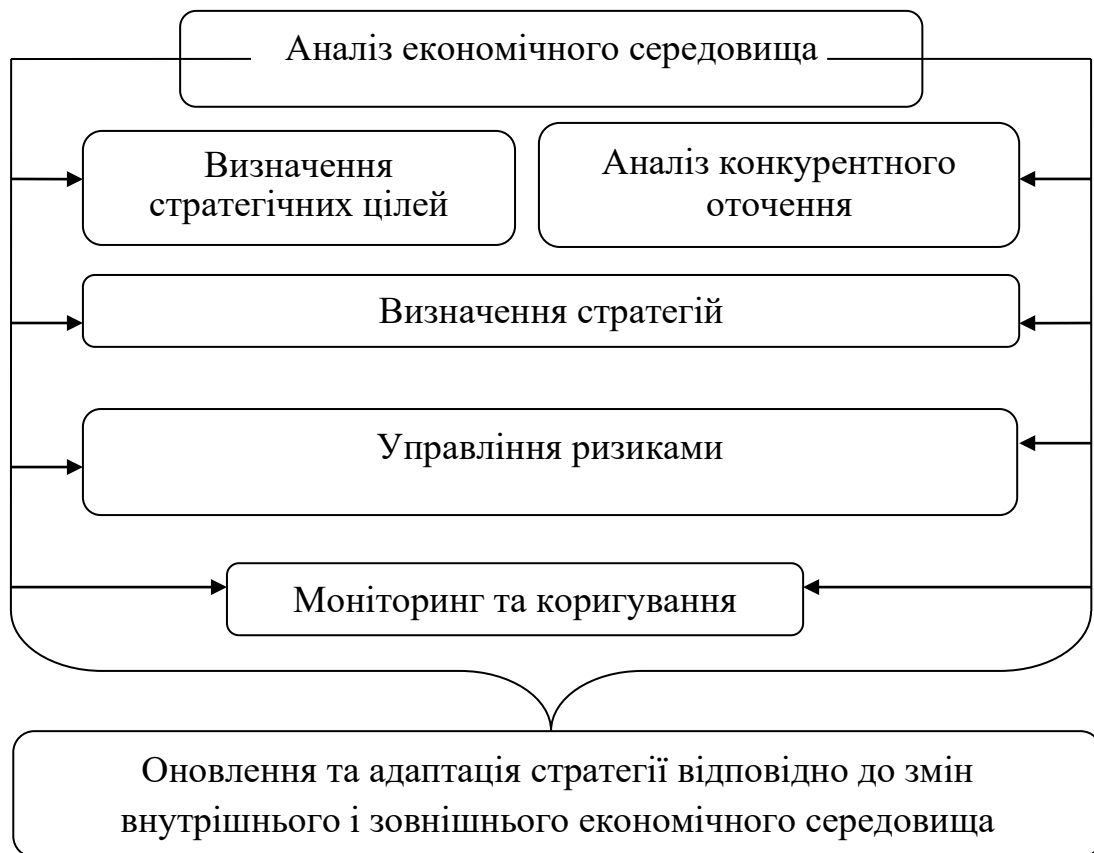 Аналіз економічного середовища
Визначення
стратегічних цілей
Аналіз конкурентного
оточення
Визначення стратегій
Управління ризиками
Моніторинг та коригування
Оновлення та адаптація стратегії відповідно до змін
внутрішнього і зовнішнього економічного середовища